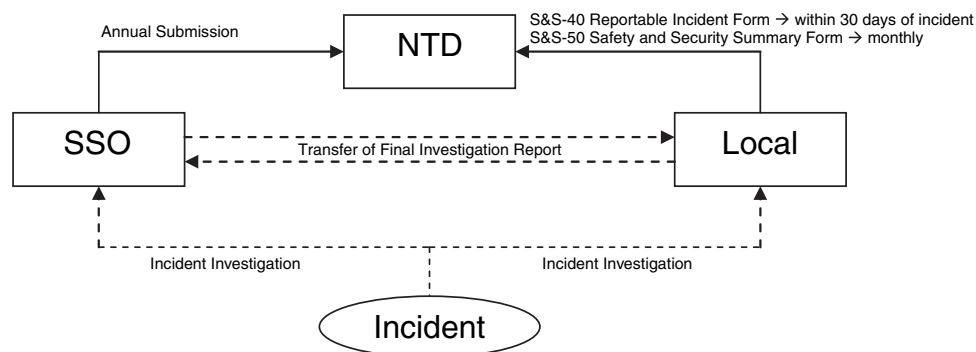 S&S-40 Reportable Incident Form → within 30 days of incident
Annual Submission
S&S-50 Safety and Security Summary Form → monthly
NTD
SSO
Local
Transfer of Final Investigation Report
Incident Investigation
Incident Investigation
Incident